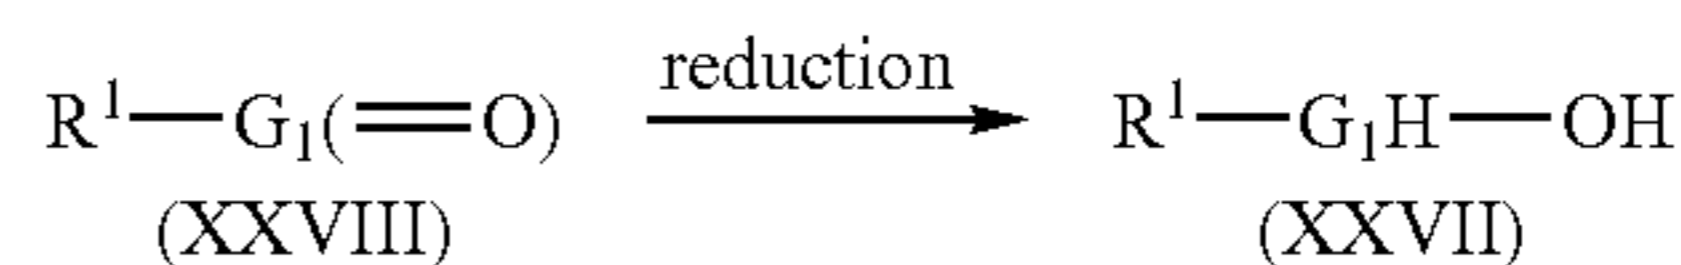 reduction
R¹—G₁(═O) ⟶ R¹—G₁H—OH
(XXVIII) (XXVII)